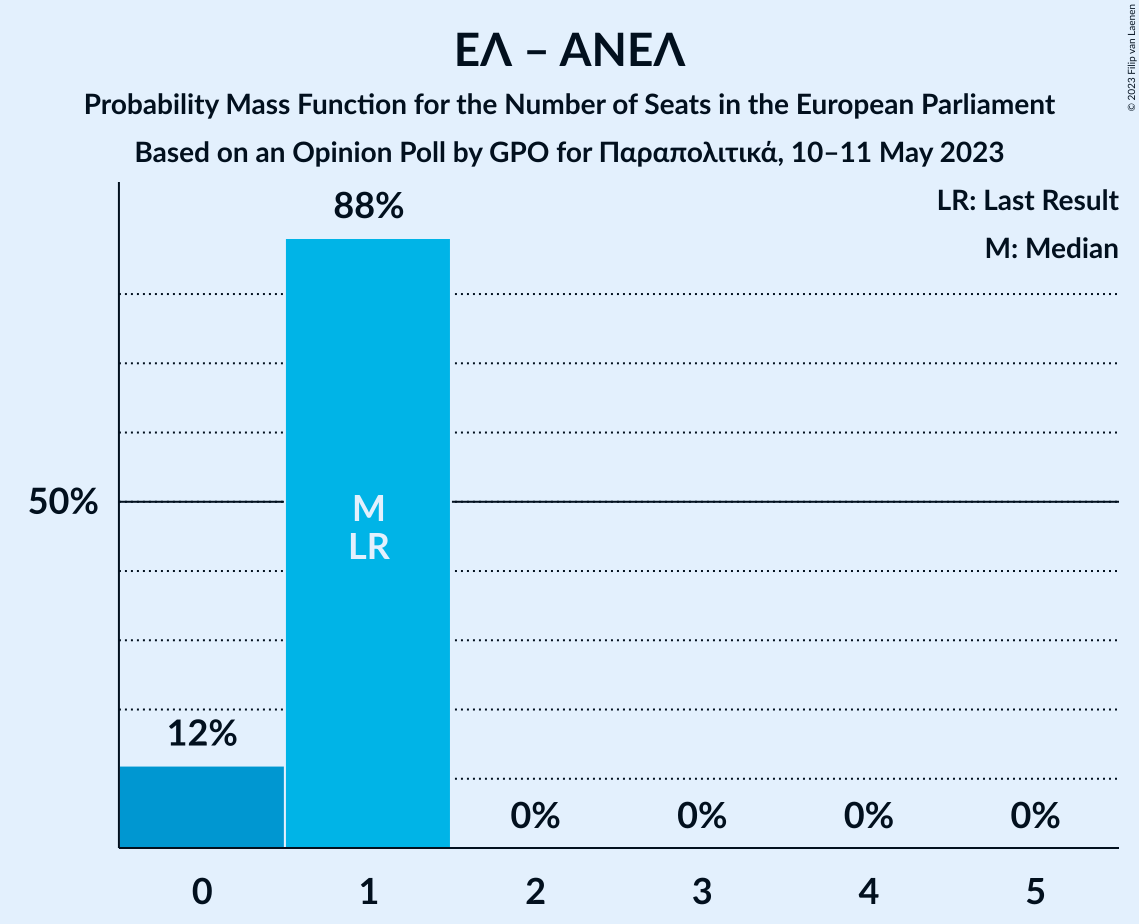 ΕΛ – ΑΝΕΛ
Probability Mass Function for the Number of Seats in the European Parliament
Based on an Opinion Poll by GPO for Παραπολιτικά, 10–11 May 2023
© 2023 Filip van Laenen
LR: Last Result
M: Median
88%
50%
M
LR
12%
0% 0% 0% 0%
0 1 2 3 4 5